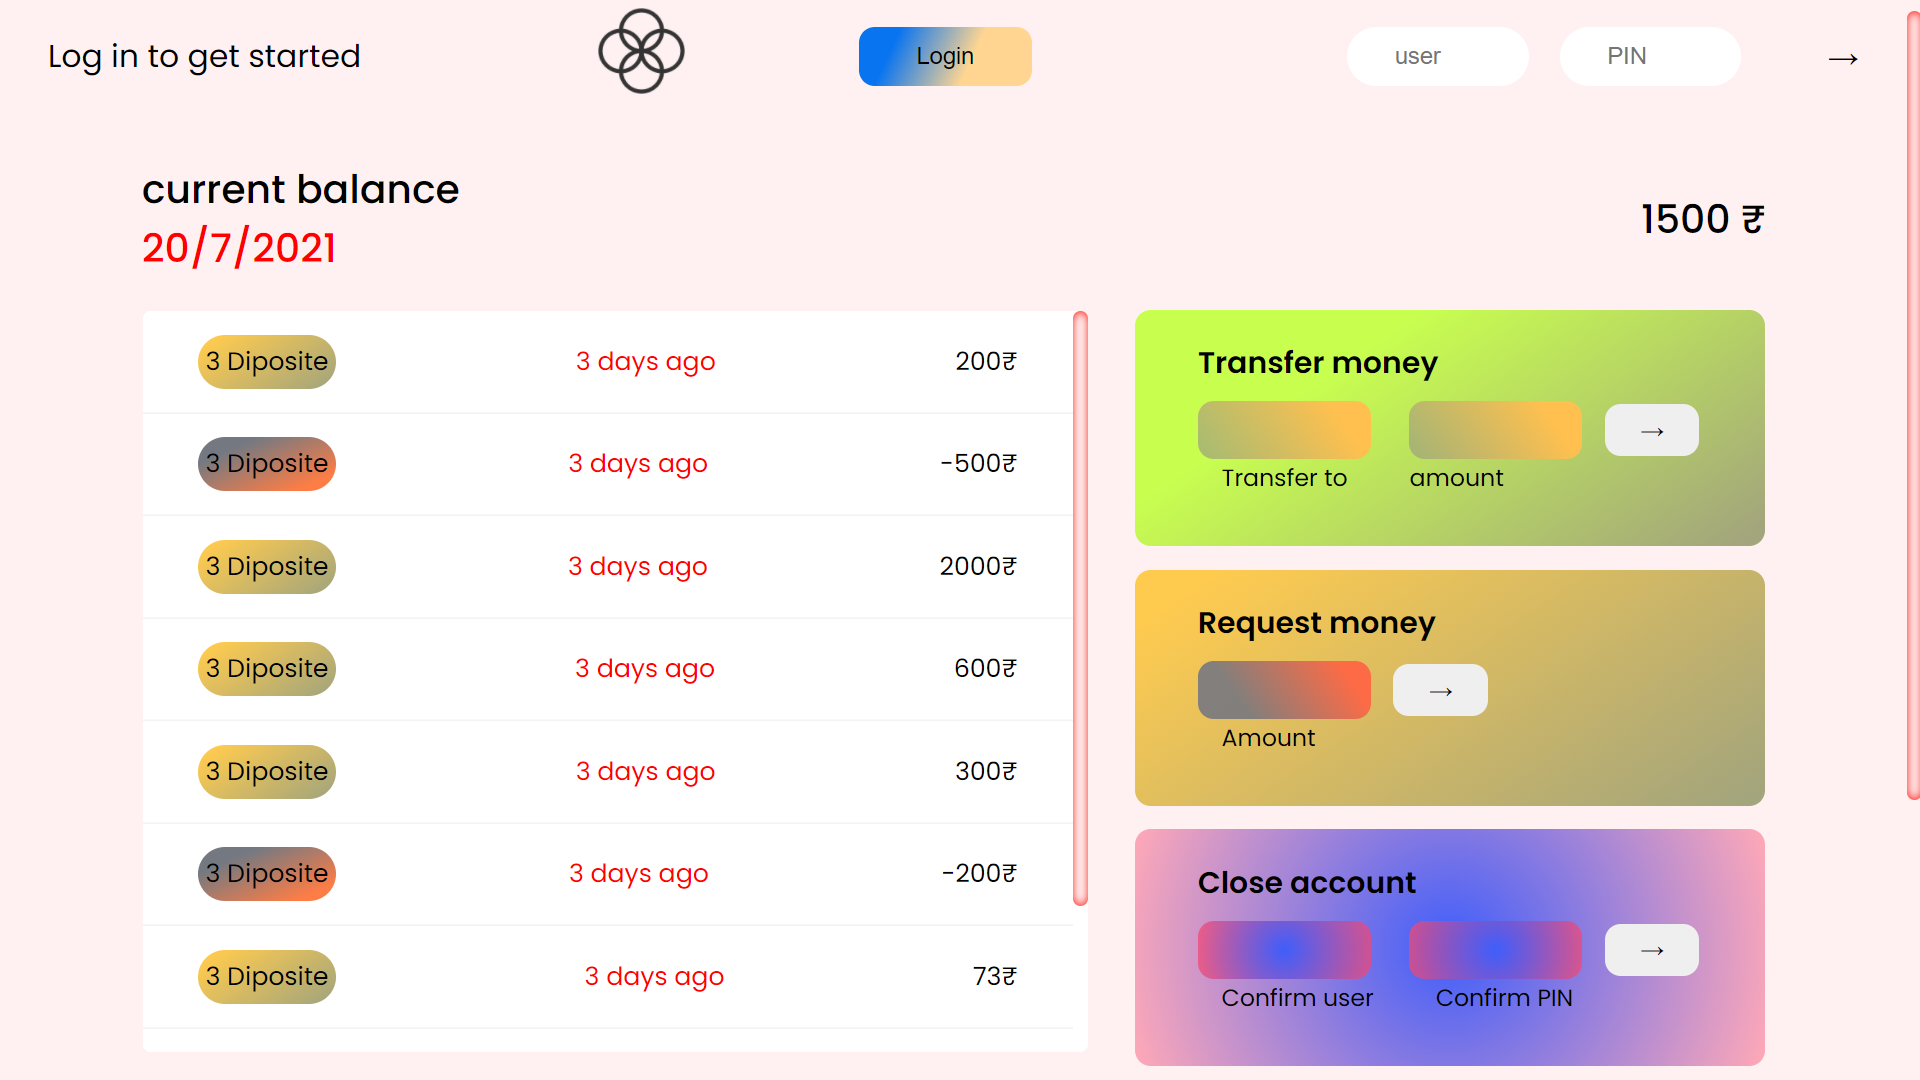 Log in to get started
Login
user
PIN
→
current balance
20/7/2021
1500 ₹
3 Diposite 3 days ago 200₹
3 Diposite 3 days ago -500₹
3 Diposite 3 days ago 2000₹
3 Diposite 3 days ago 600₹
3 Diposite 3 days ago 300₹
3 Diposite 3 days ago -200₹
3 Diposite 3 days ago 73₹
Transfer money
→
Transfer to amount
Request money
→
Amount
Close account
→
Confirm user Confirm PIN